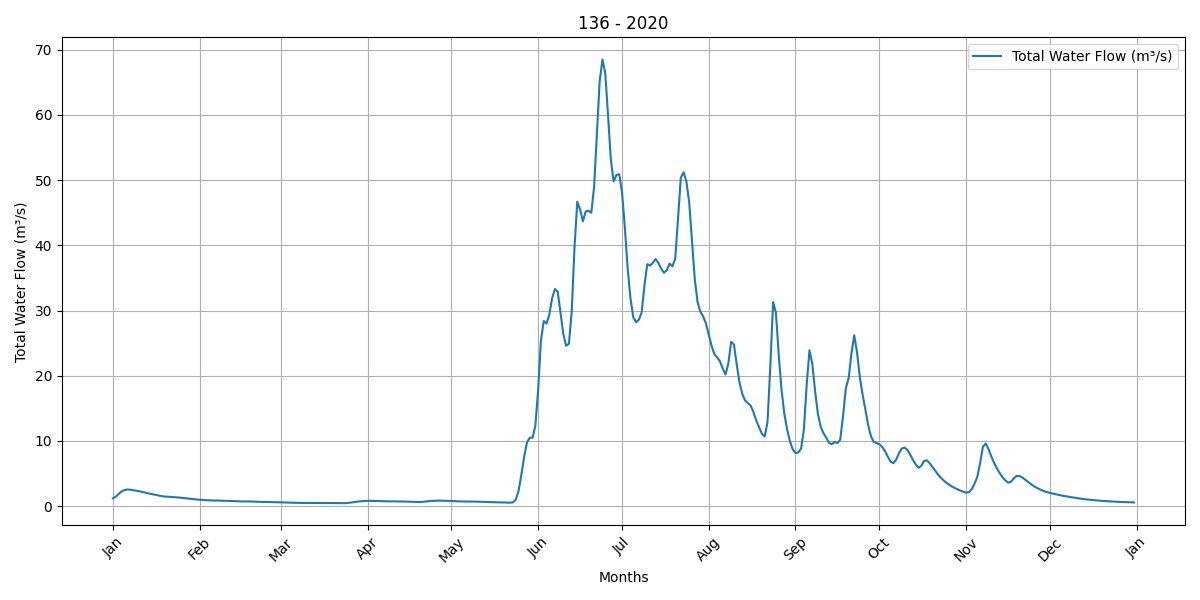 136 - 2020
Total Water Flow (m³/s)
70
60
50
40
30
20
10
0
Total Water Flow (m³/s)
Jan
Feb
Mar
Apr
May
Jun
Jul
Aug
Sep
Oct
Nov
Dec
Jan
Months